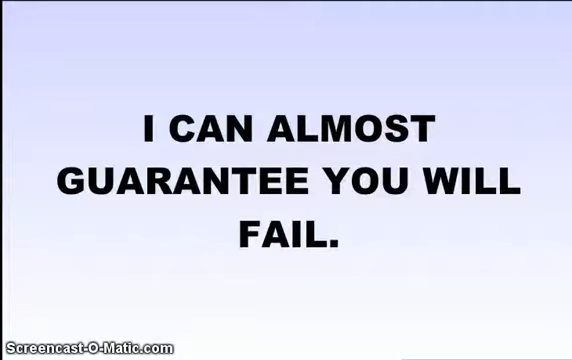 I CAN ALMOST
GUARANTEE YOU WILL
FAIL.
Screencast-O-Matic.com